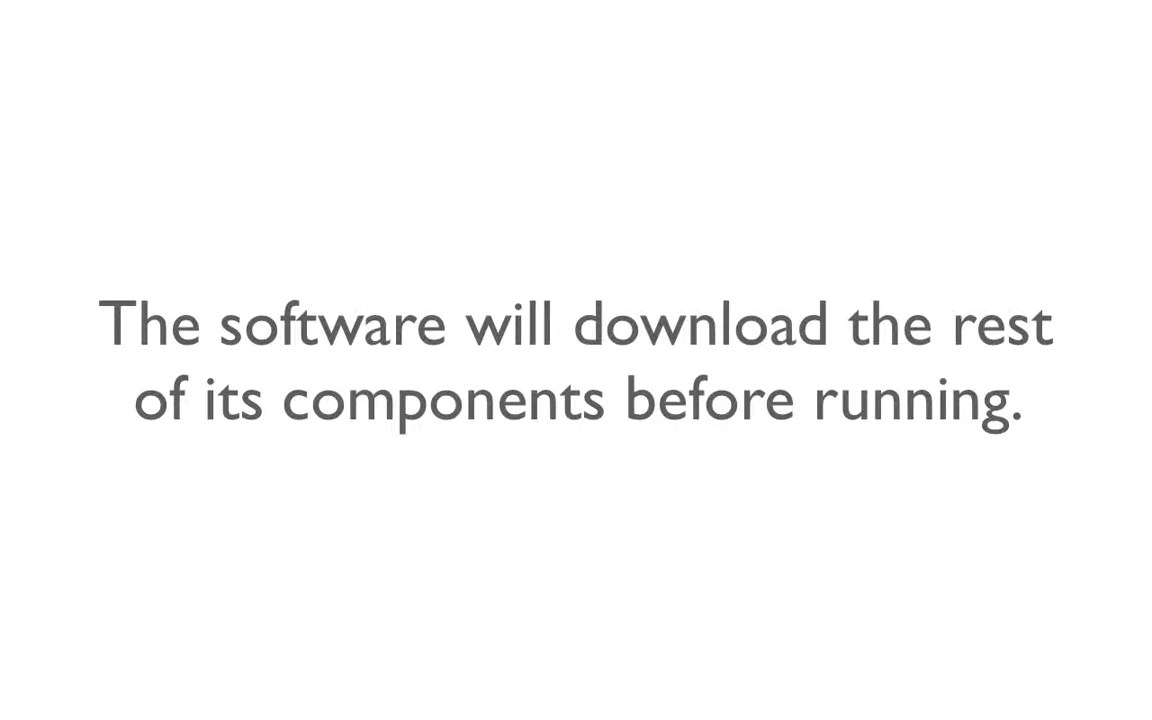 The software will download the rest
of its components before running.